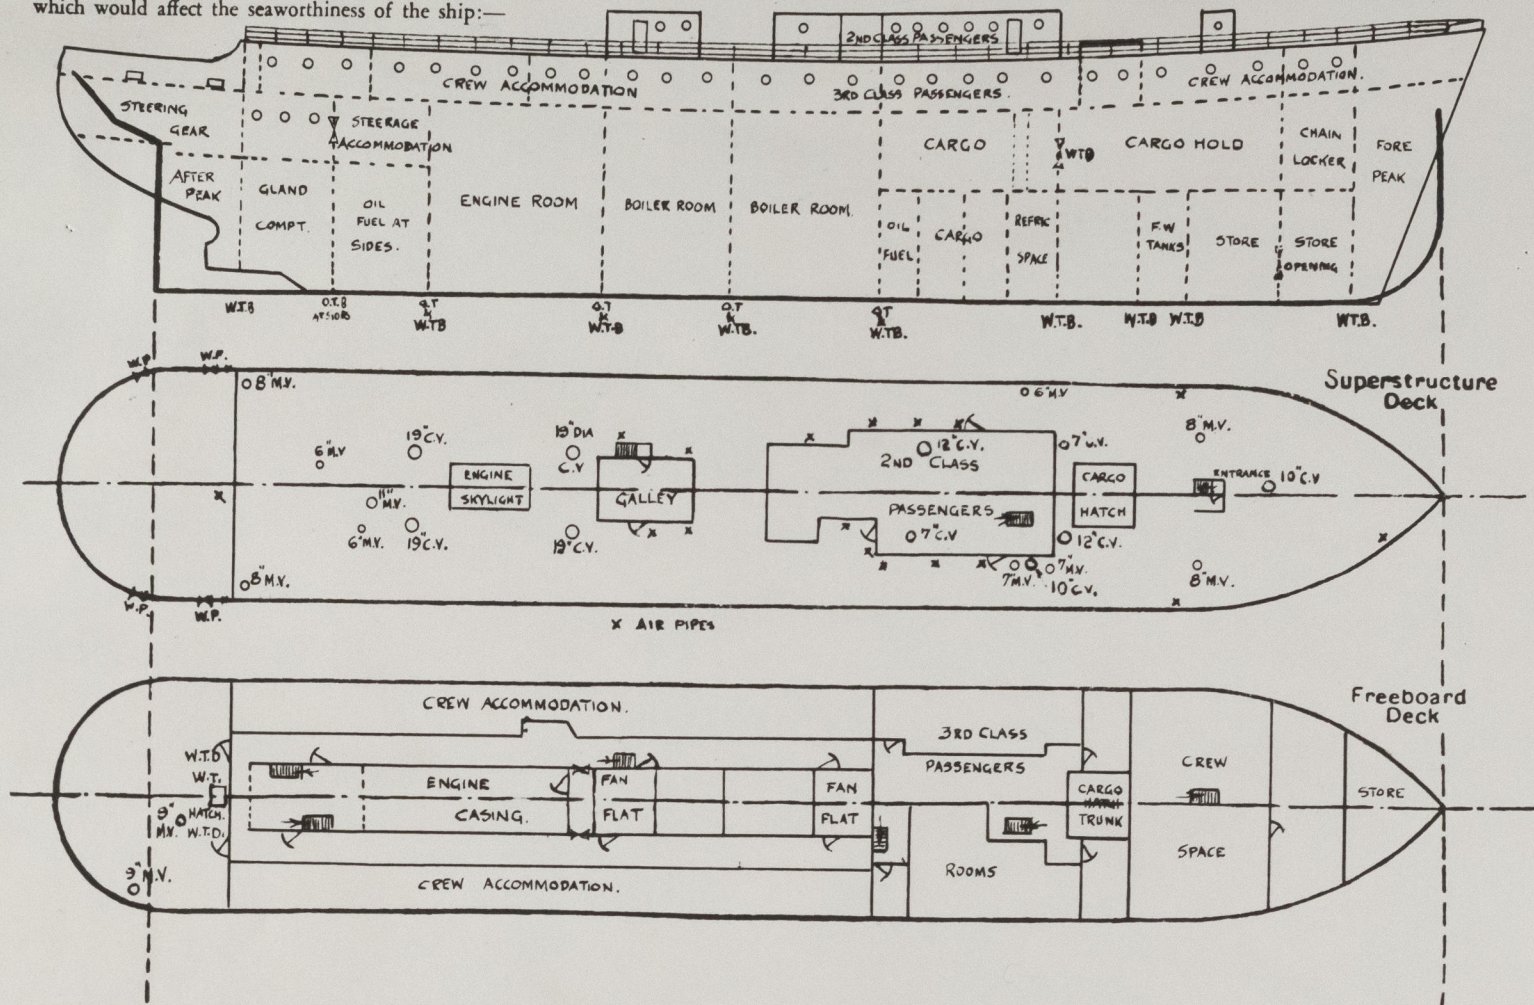 which would affect the seaworthiness of the ship:—
2ND CLASS PASSENGERS
CREW ACCOMMODATION
3RD CLASS PASSENGERS.
CREW ACCOMMODATION.
STEERING
GEAR
STEERAGE
ACCOMMODATION
CARGO
WTD
CARGO HOLD
CHAIN
LOCKER
FORE
PEAK
AFTER
PEAK
GLAND
COMPT.
OIL
FUEL AT
SIDES.
ENGINE ROOM
BOILER ROOM
BOILER ROOM.
OIL
FUEL
CARGO
REFRIG
SPACE
F.W
TANKS
STORE
STORE
OPENING
W.T.B
O.T.B
AT SIDES
O.T
&
W.T.B
O.T
&
W.T.B
O.T
&
W.T.B.
O.T
&
W.T.B.
W.T.B.
W.T.B
W.T.B
W.T.B.
Superstructure
Deck
W.P.
W.P.
8" M.V.
6" M.V
8" M.V.
6" M.V
19" C.V.
19" DIA
C.V
12" C.V.
7" C.V.
2ND CLASS
ENGINE
SKYLIGHT
GALLEY
CARGO
HATCH
ENTRANCE
10" C.V
11" M.V.
PASSENGERS
6" M.V.
19" C.V.
19" C.V.
7" C.V
12" C.V.
8" M.V.
7" M.V.
7" M.V.
10" C.V.
8" M.V.
W.P.
W.P.
x AIR PIPES
Freeboard
Deck
CREW ACCOMMODATION.
3RD CLASS
PASSENGERS
W.T.D
W.T.
HATCH.
9"
M.V.
W.T.D.
9" M.V.
ENGINE
CASING.
FAN
FLAT
FAN
FLAT
CARGO
HATCH
TRUNK
CREW
SPACE
STORE
ROOMS
CREW ACCOMMODATION.